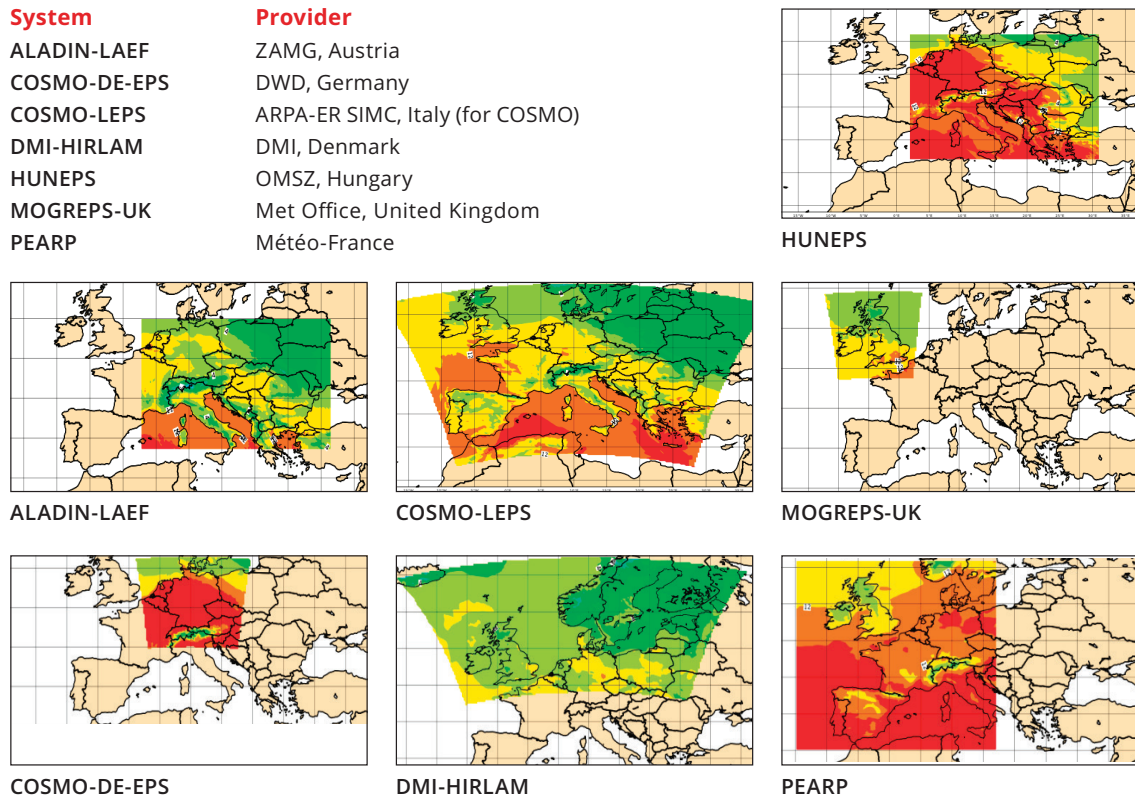 System Provider
ALADIN-LAEF ZAMG, Austria
COSMO-DE-EPS DWD, Germany
COSMO-LEPS ARPA-ER SIMC, Italy (for COSMO)
DMI-HIRLAM DMI, Denmark
HUNEPS OMSZ, Hungary
MOGREPS-UK Met Office, United Kingdom
PEARP Météo-France
HUNEPS
ALADIN-LAEF COSMO-LEPS MOGREPS-UK
COSMO-DE-EPS DMI-HIRLAM PEARP